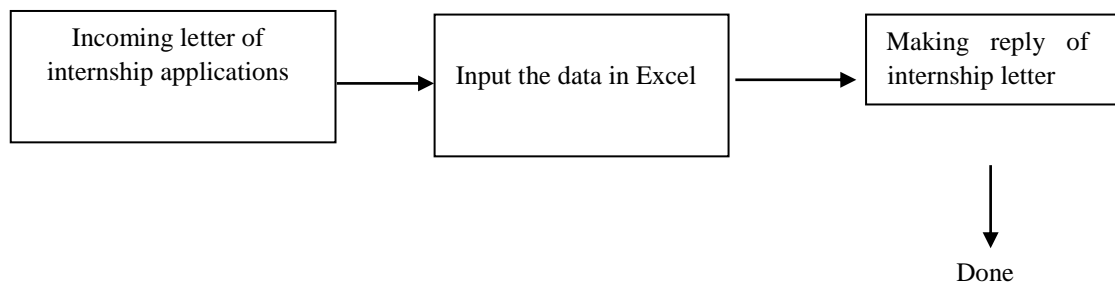 Incoming letter of
internship applications
Input the data in Excel
Making reply of
internship letter
Done